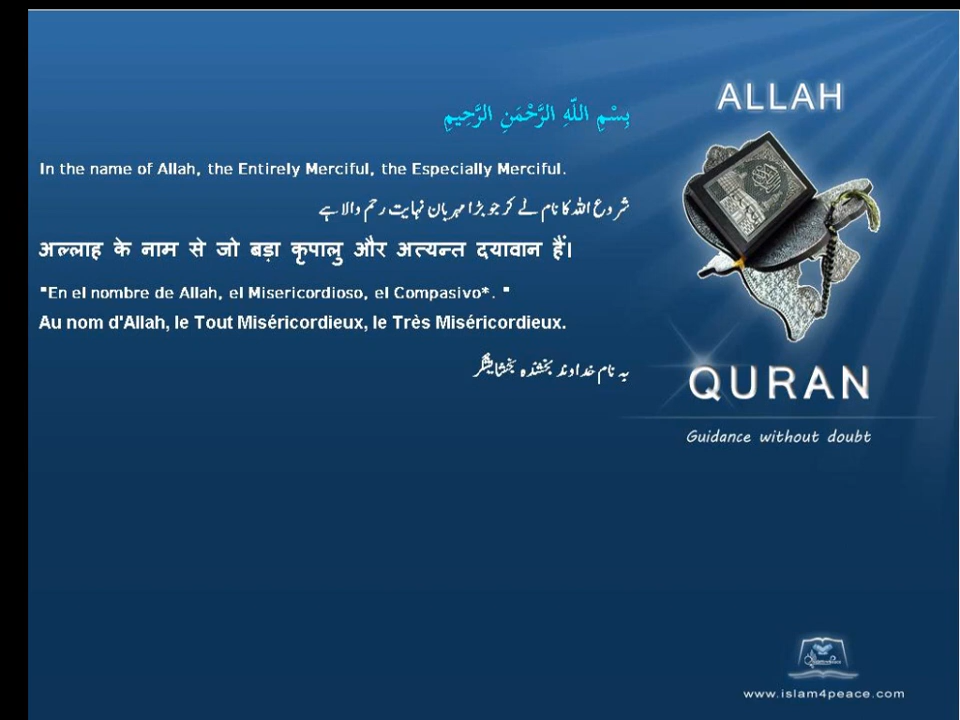 بِسْمِ اللّهِ الرَّحْمَنِ الرَّحِيمِ
In the name of Allah, the Entirely Merciful, the Especially Merciful.
شروع اللہ کا نام لے کر جو بڑا مہربان نہایت رحم والا ہے
अल्लाह के नाम से जो बड़ा कृपालु और अत्यन्त दयावान हैं।
"En el nombre de Allah, el Misericordioso, el Compasivo*. "
Au nom d'Allah, le Tout Miséricordieux, le Très Miséricordieux.
به نام خداوند بخشنده بخشایشگر
ALLAH
QURAN
Guidance without doubt
www.islam4peace.com